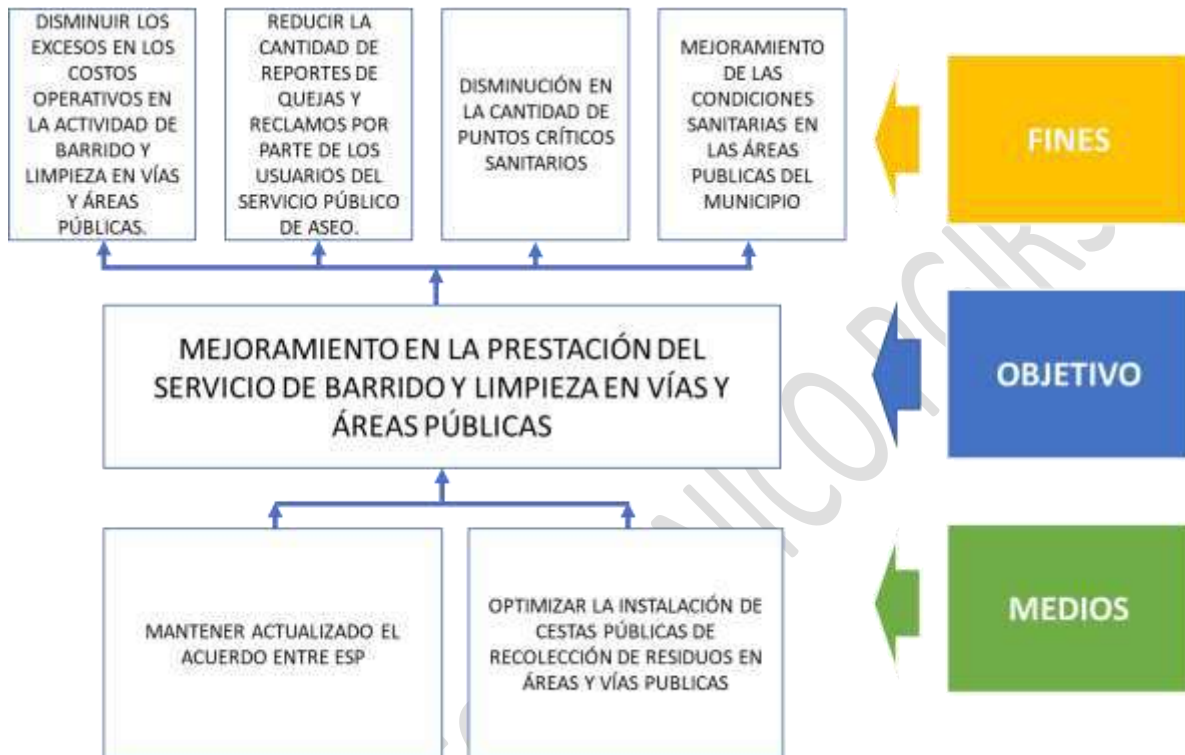 DISMINUIR LOS
EXCESOS EN LOS
COSTOS
OPERATIVOS EN
LA ACTIVIDAD DE
BARRIDO Y
LIMPIEZA EN VÍAS
Y ÁREAS
PÚBLICAS.
REDUCIR LA
CANTIDAD DE
REPORTES DE
QUEJAS Y
RECLAMOS POR
PARTE DE LOS
USUARIOS DEL
SERVICIO PÚBLICO
DE ASEO.
DISMINUCIÓN EN
LA CANTIDAD DE
PUNTOS CRÍTICOS
SANITARIOS
MEJORAMIENTO
DE LAS
CONDICIONES
SANITARIAS EN
LAS ÁREAS
PUBLICAS DEL
MUNICIPIO
FINES
MEJORAMIENTO EN LA PRESTACIÓN DEL
SERVICIO DE BARRIDO Y LIMPIEZA EN VÍAS Y
ÁREAS PÚBLICAS
OBJETIVO
MANTENER ACTUALIZADO EL
ACUERDO ENTRE ESP
OPTIMIZAR LA INSTALACIÓN DE
CESTAS PÚBLICAS DE
RECOLECCIÓN DE RESIDUOS EN
ÁREAS Y VÍAS PUBLICAS
MEDIOS